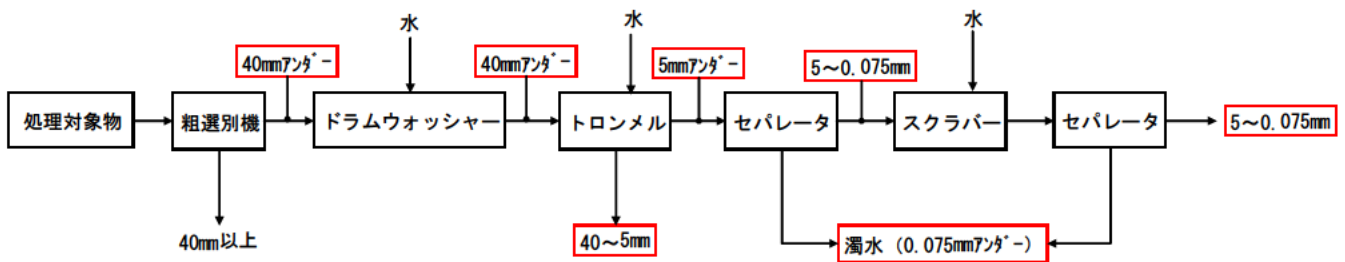 水
水
水
40mmアンダー
40mmアンダー
5mmアンダー
5～0.075mm
処理対象物
粗選別機
ドラムウォッシャー
トロンメル
セパレータ
スクラバー
セパレータ
5～0.075mm
40mm以上
40～5mm
濁水（0.075mmアンダー）